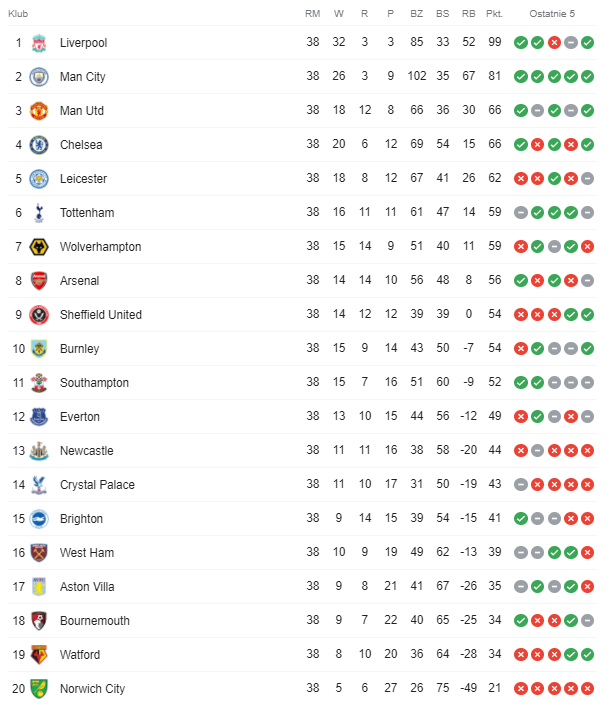 Klub RM W R P BZ BS RB Pkt. Ostatnie 5
1 Liverpool 38 32 3 3 85 33 52 99
2 Man City 38 26 3 9 102 35 67 81
3 Man Utd 38 18 12 8 66 36 30 66
4 Chelsea 38 20 6 12 69 54 15 66
5 Leicester 38 18 8 12 67 41 26 62
6 Tottenham 38 16 11 11 61 47 14 59
7 Wolverhampton 38 15 14 9 51 40 11 59
8 Arsenal 38 14 14 10 56 48 8 56
9 Sheffield United 38 14 12 12 39 39 0 54
10 Burnley 38 15 9 14 43 50 -7 54
11 Southampton 38 15 7 16 51 60 -9 52
12 Everton 38 13 10 15 44 56 -12 49
13 Newcastle 38 11 11 16 38 58 -20 44
14 Crystal Palace 38 11 10 17 31 50 -19 43
15 Brighton 38 9 14 15 39 54 -15 41
16 West Ham 38 10 9 19 49 62 -13 39
17 Aston Villa 38 9 8 21 41 67 -26 35
18 Bournemouth 38 9 7 22 40 65 -25 34
19 Watford 38 8 10 20 36 64 -28 34
20 Norwich City 38 5 6 27 26 75 -49 21